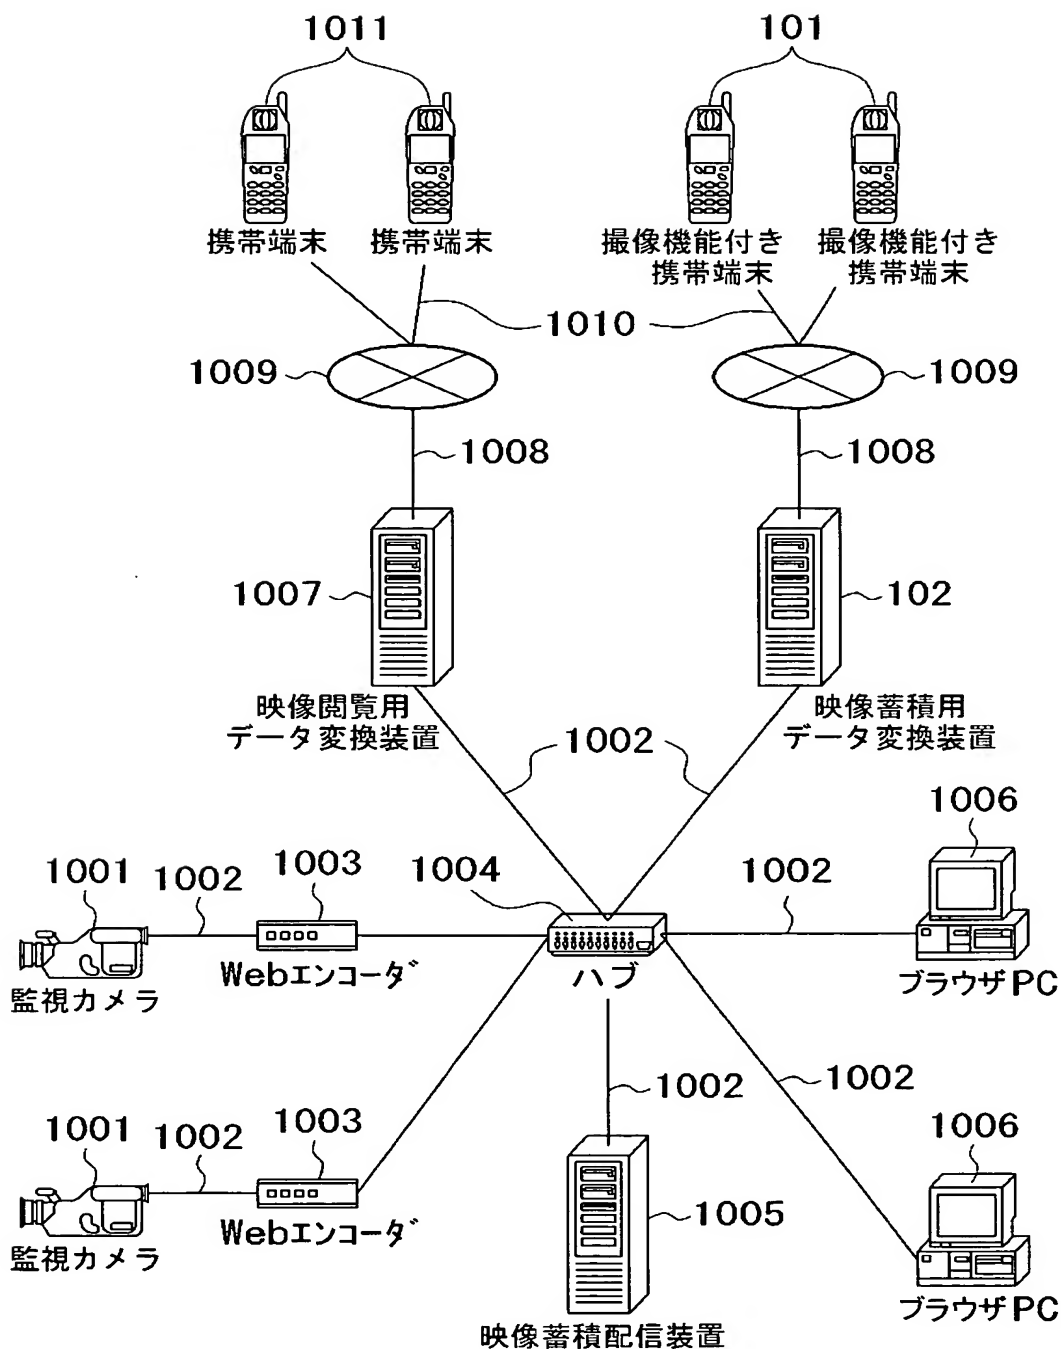 1011
101
携帯端末
携帯端末
撮像機能付き
携帯端末
撮像機能付き
携帯端末
1010
1009
1009
1008
1008
1007
102
映像閲覧用
データ変換装置
映像蓄積用
データ変換装置
1002
1006
1001
1002
1003
1004
1002
監視カメラ
Webエンコーダ
ハブ
ブラウザPC
1002
1002
1001
1002
1003
1006
1005
監視カメラ
Webエンコーダ
ブラウザPC
映像蓄積配信装置